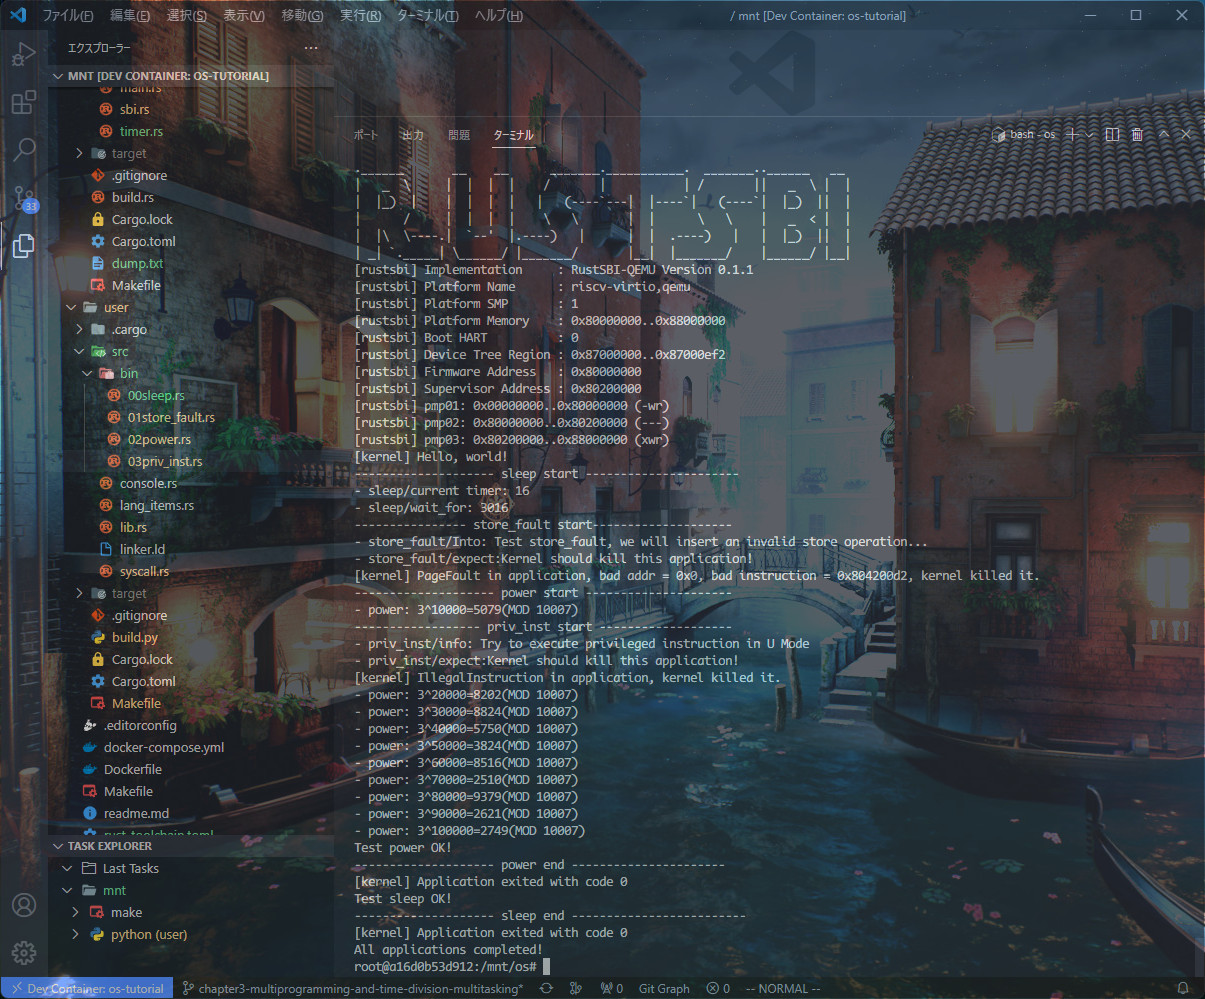 ファイル(F) 編集(E) 選択(S) 表示(V) 移動(G) 実行(R) ターミナル(T) ヘルプ(H)
/ mnt [Dev Container: os-tutorial]
エクスプローラー
MNT [DEV CONTAINER: OS-TUTORIAL]
main.rs
sbi.rs
timer.rs
target
.gitignore
build.rs
Cargo.lock
Cargo.toml
dump.txt
Makefile
user
.cargo
src
bin
00sleep.rs
01store_fault.rs
02power.rs
03priv_inst.rs
console.rs
lang_items.rs
lib.rs
linker.ld
syscall.rs
target
.gitignore
build.py
Cargo.lock
Cargo.toml
Makefile
.editorconfig
docker-compose.yml
Dockerfile
Makefile
readme.md
rust-toolchain.toml
TASK EXPLORER
Last Tasks
mnt
make
python (user)
33
ポート 出力 問題 ターミナル
bash - os
RUSTSBI
[rustsbi] Implementation : RustSBI-QEMU Version 0.1.1
[rustsbi] Platform Name : riscv-virtio,qemu
[rustsbi] Platform SMP : 1
[rustsbi] Platform Memory : 0x80000000..0x88000000
[rustsbi] Boot HART : 0
[rustsbi] Device Tree Region : 0x87000000..0x87000ef2
[rustsbi] Firmware Address : 0x80000000
[rustsbi] Supervisor Address : 0x80200000
[rustsbi] pmp01: 0x00000000..0x80000000 (-wr)
[rustsbi] pmp02: 0x80000000..0x80200000 (---)
[rustsbi] pmp03: 0x80200000..0x88000000 (xwr)
[kernel] Hello, world!
-------------------- sleep start ----------------------
- sleep/current timer: 16
- sleep/wait_for: 3016
---------------- store_fault start--------------------
- store_fault/Into: Test store_fault, we will insert an invalid store operation...
- store_fault/expect:Kernel should kill this application!
[kernel] PageFault in application, bad addr = 0x0, bad instruction = 0x804200d2, kernel killed it.
-------------------- power start ---------------------
- power: 3^10000=5079(MOD 10007)
---------------- priv_inst start -------------------
- priv_inst/info: Try to execute privileged instruction in U Mode
- priv_inst/expect:Kernel should kill this application!
[kernel] IllegalInstruction in application, kernel killed it.
- power: 3^20000=8202(MOD 10007)
- power: 3^30000=8824(MOD 10007)
- power: 3^40000=5750(MOD 10007)
- power: 3^50000=3824(MOD 10007)
- power: 3^60000=8516(MOD 10007)
- power: 3^70000=2510(MOD 10007)
- power: 3^80000=9379(MOD 10007)
- power: 3^90000=2621(MOD 10007)
- power: 3^100000=2749(MOD 10007)
Test power OK!
-------------------- power end ----------------------
[kernel] Application exited with code 0
Test sleep OK!
-------------------- sleep end -------------------------
[kernel] Application exited with code 0
All applications completed!
root@a16d0b53d912:/mnt/os#
Dev Container: os-tutorial chapter3-multiprogramming-and-time-division-multitasking* 0 Git Graph 0 -- NORMAL --